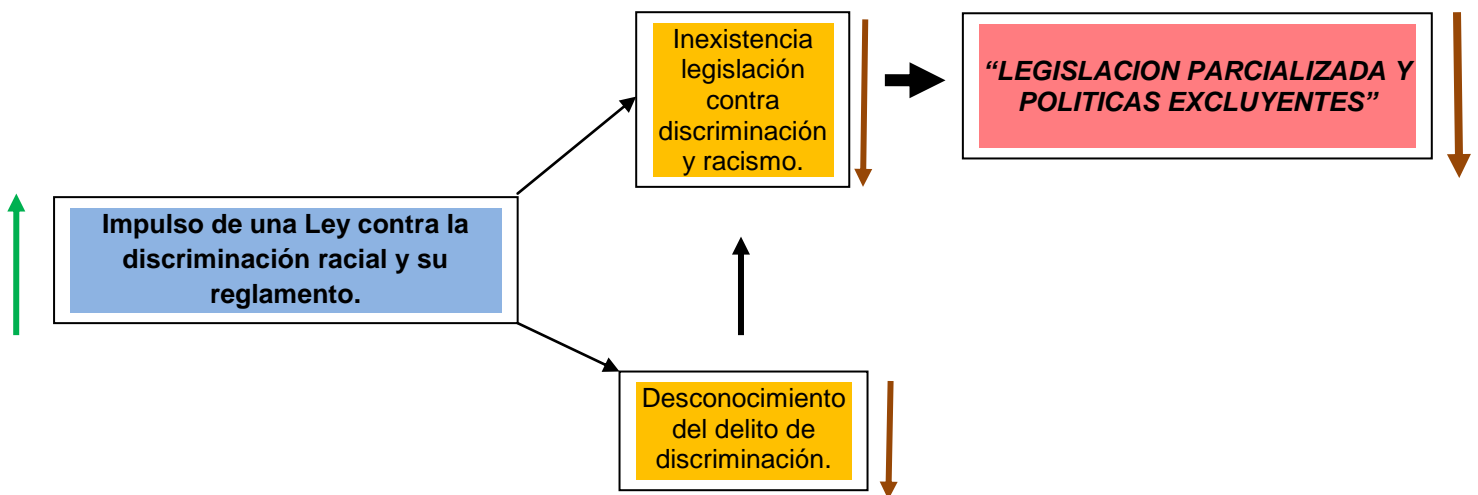 Inexistencia
legislación
contra
discriminación
y racismo.
“LEGISLACION PARCIALIZADA Y
POLITICAS EXCLUYENTES”
Impulso de una Ley contra la
discriminación racial y su
reglamento.
Desconocimiento
del delito de
discriminación.